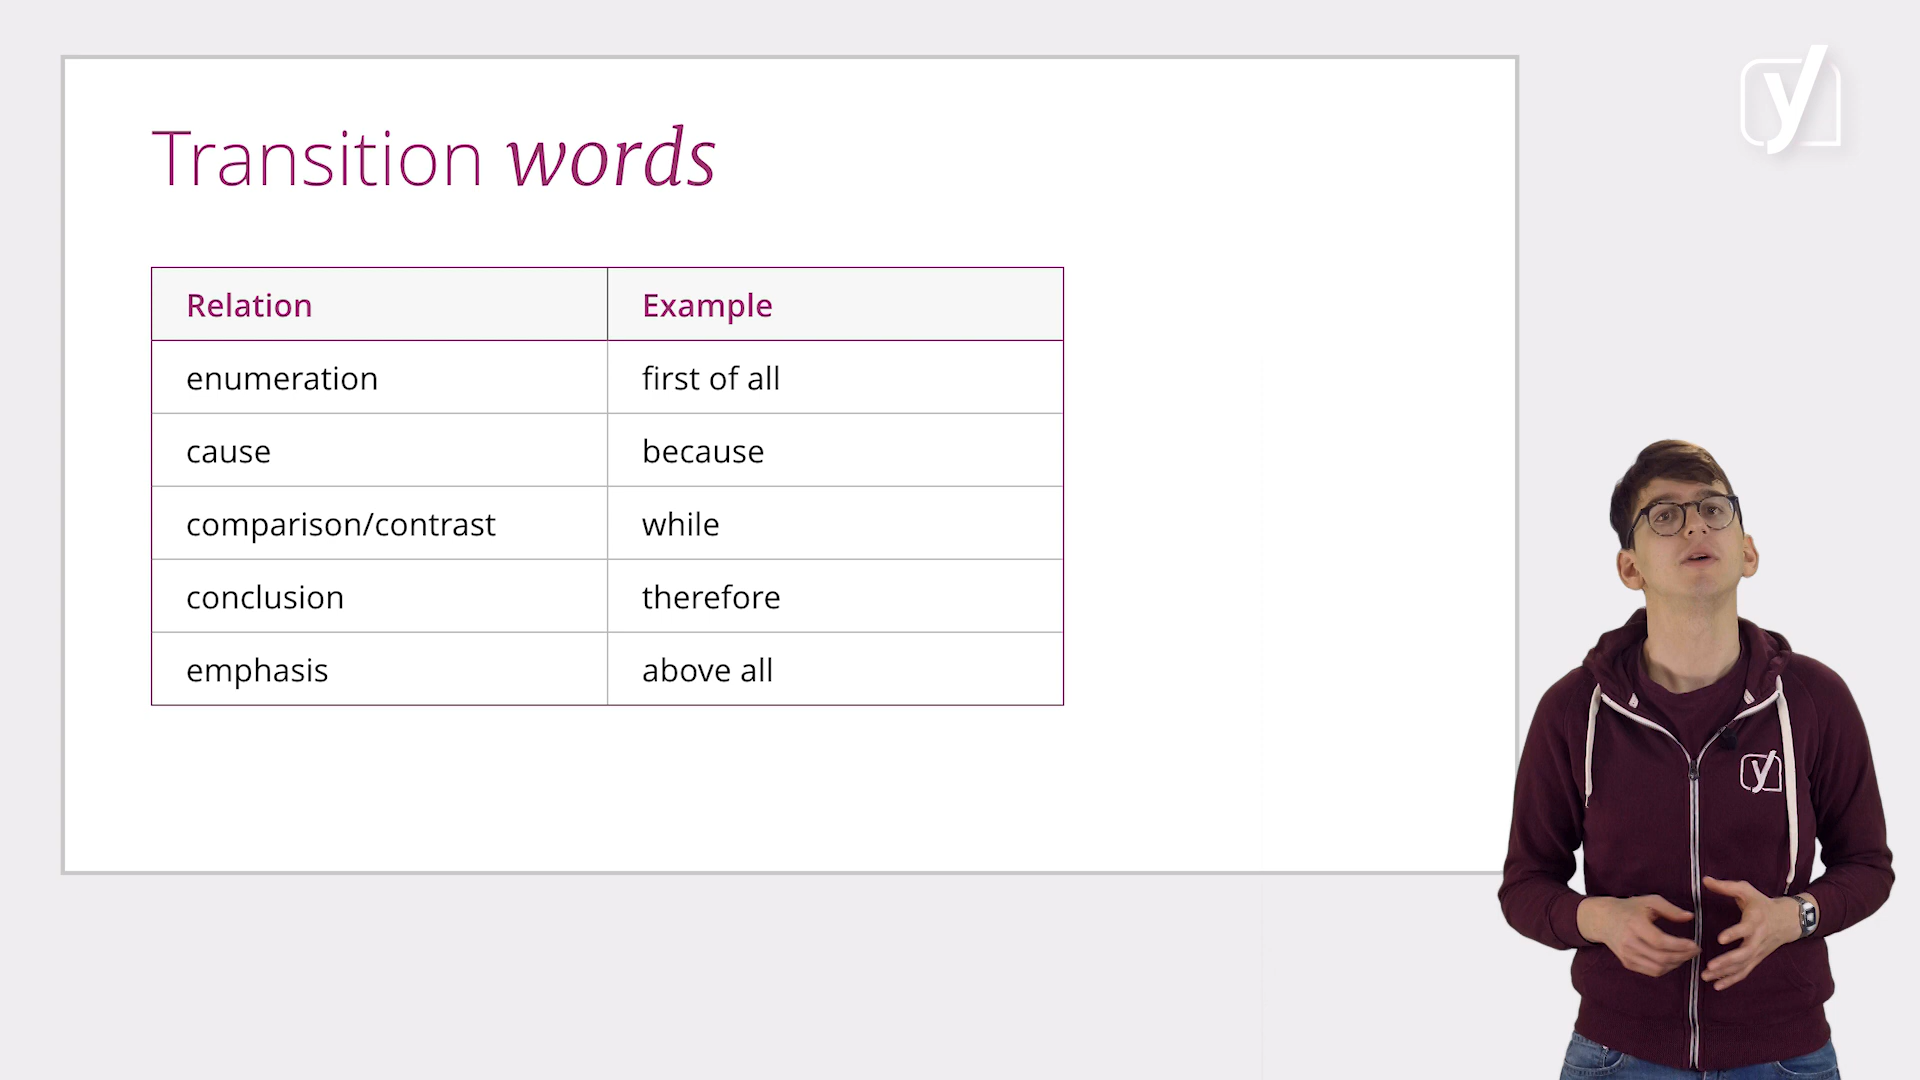 Transition words
Relation Example
enumeration first of all
cause because
comparison/contrast while
conclusion therefore
emphasis above all
y
y